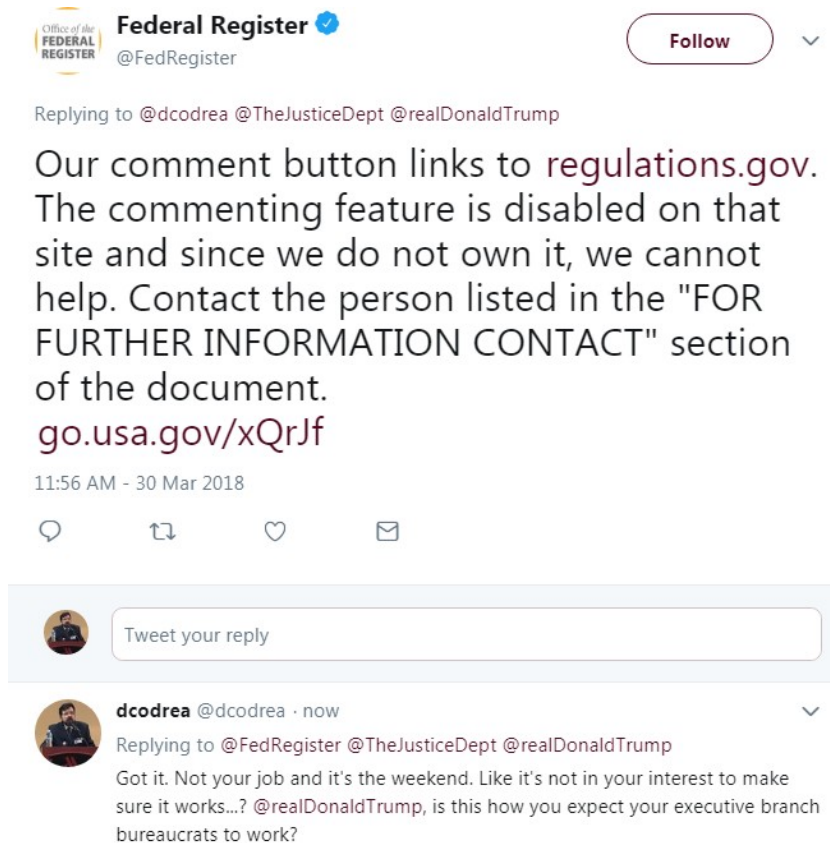 Office of the
FEDERAL
REGISTER
Federal Register
@FedRegister
Follow
Replying to @dcodrea @TheJusticeDept @realDonaldTrump
Our comment button links to regulations.gov.
The commenting feature is disabled on that
site and since we do not own it, we cannot
help. Contact the person listed in the "FOR
FURTHER INFORMATION CONTACT" section
of the document.
go.usa.gov/xQrJf
11:56 AM - 30 Mar 2018
Tweet your reply
dcodrea @dcodrea · now
Replying to @FedRegister @TheJusticeDept @realDonaldTrump
Got it. Not your job and it's the weekend. Like it's not in your interest to make
sure it works...? @realDonaldTrump, is this how you expect your executive branch
bureaucrats to work?